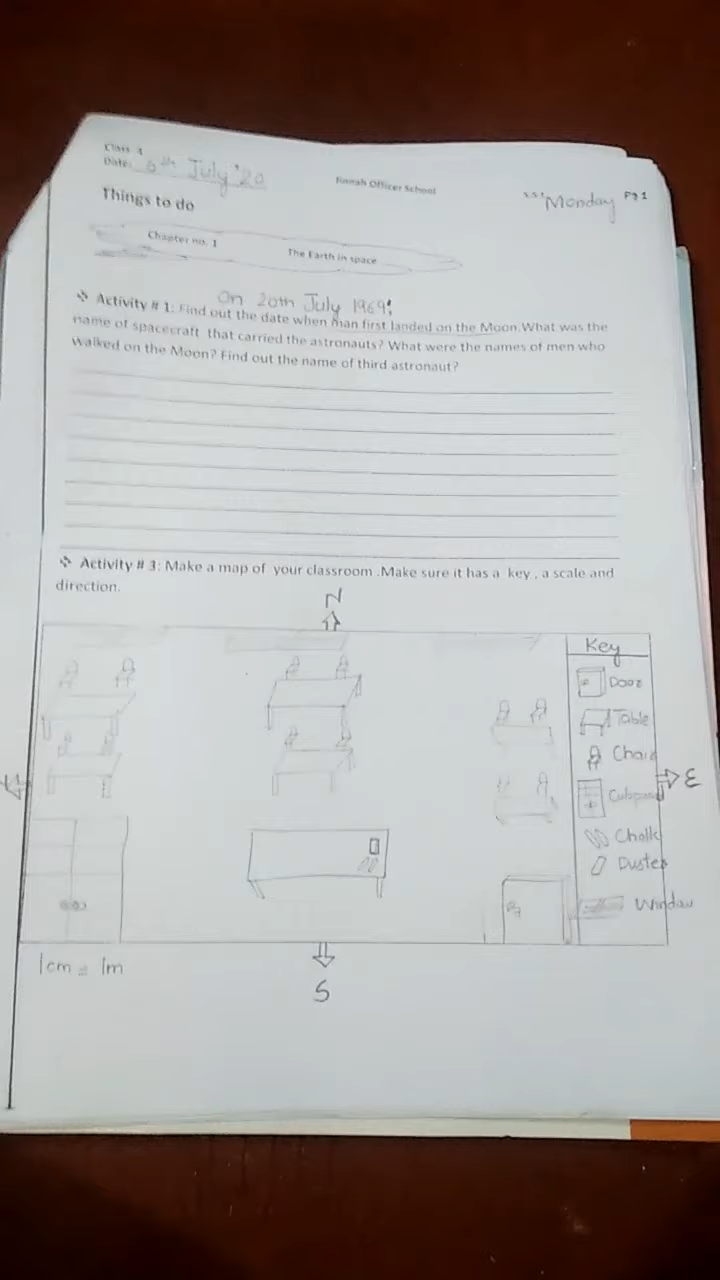 Class 4
Date: 6th July '20
Finnah Officer School
Monday Pg 1
Things to do
Chapter no. 1 The Earth in space
On 20th July 1969:
❖ Activity # 1: Find out the date when man first landed on the Moon. What was the
name of spacecraft that carried the astronauts? What were the names of men who
walked on the Moon? Find out the name of third astronaut?
❖ Activity # 3: Make a map of your classroom .Make sure it has a key , a scale and
direction.
N
Key
Door
Table
Chair
E
Chalk
Duster
Window
1cm = 1m
S